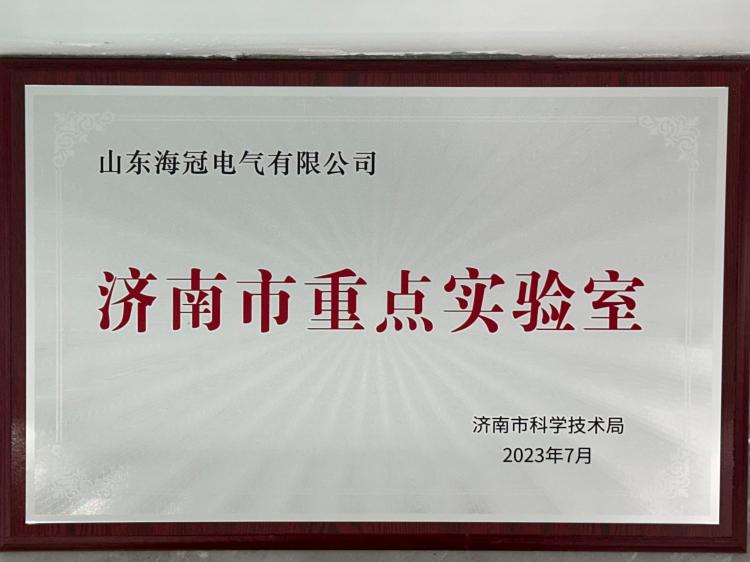 山东海冠电气有限公司
济南市重点实验室
济南市科学技术局
2023年7月